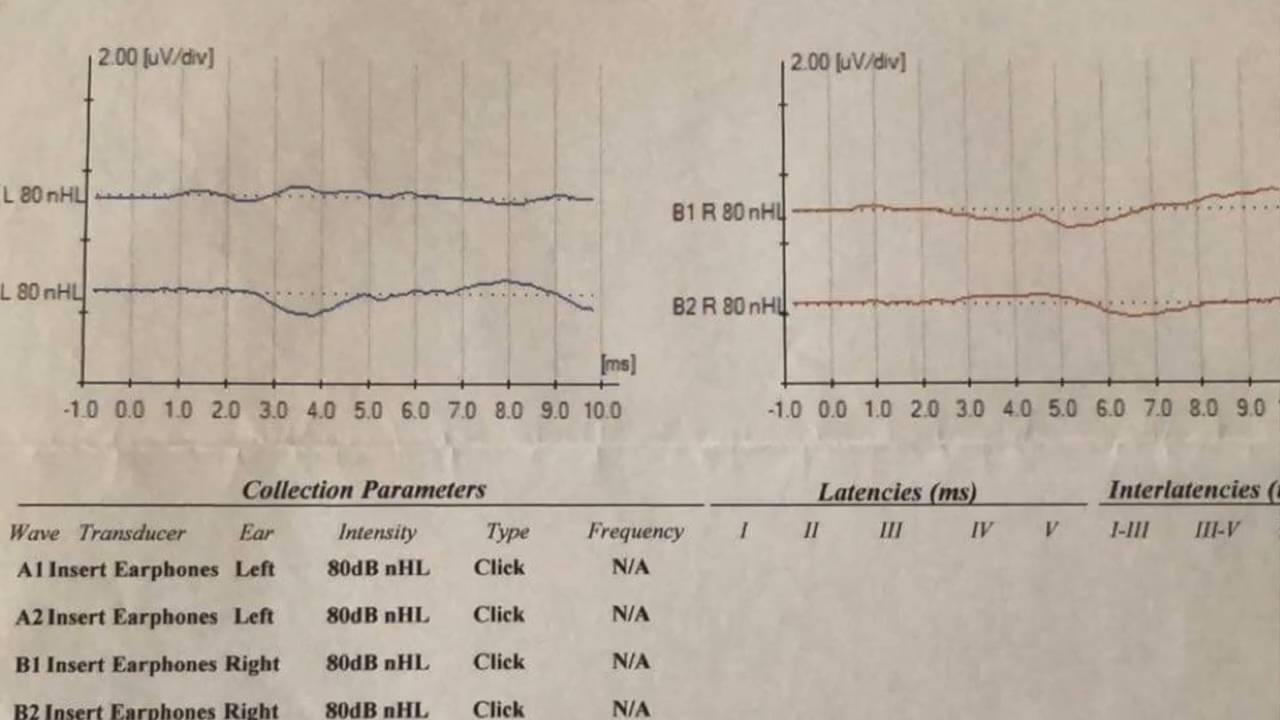 2.00 [uV/div] 2.00 [uV/div]
L 80 nHL
B1 R 80 nHL
L 80 nHL
B2 R 80 nHL
[ms]
-1.0 0.0 1.0 2.0 3.0 4.0 5.0 6.0 7.0 8.0 9.0 10.0 -1.0 0.0 1.0 2.0 3.0 4.0 5.0 6.0 7.0 8.0 9.0
Collection Parameters Latencies (ms) Interlatencies (
Wave Transducer Ear Intensity Type Frequency I II III IV V I-III III-V
A1 Insert Earphones Left 80dB nHL Click N/A
A2 Insert Earphones Left 80dB nHL Click N/A
B1 Insert Earphones Right 80dB nHL Click N/A
B2 Insert Earphones Right 80dB nHL Click N/A